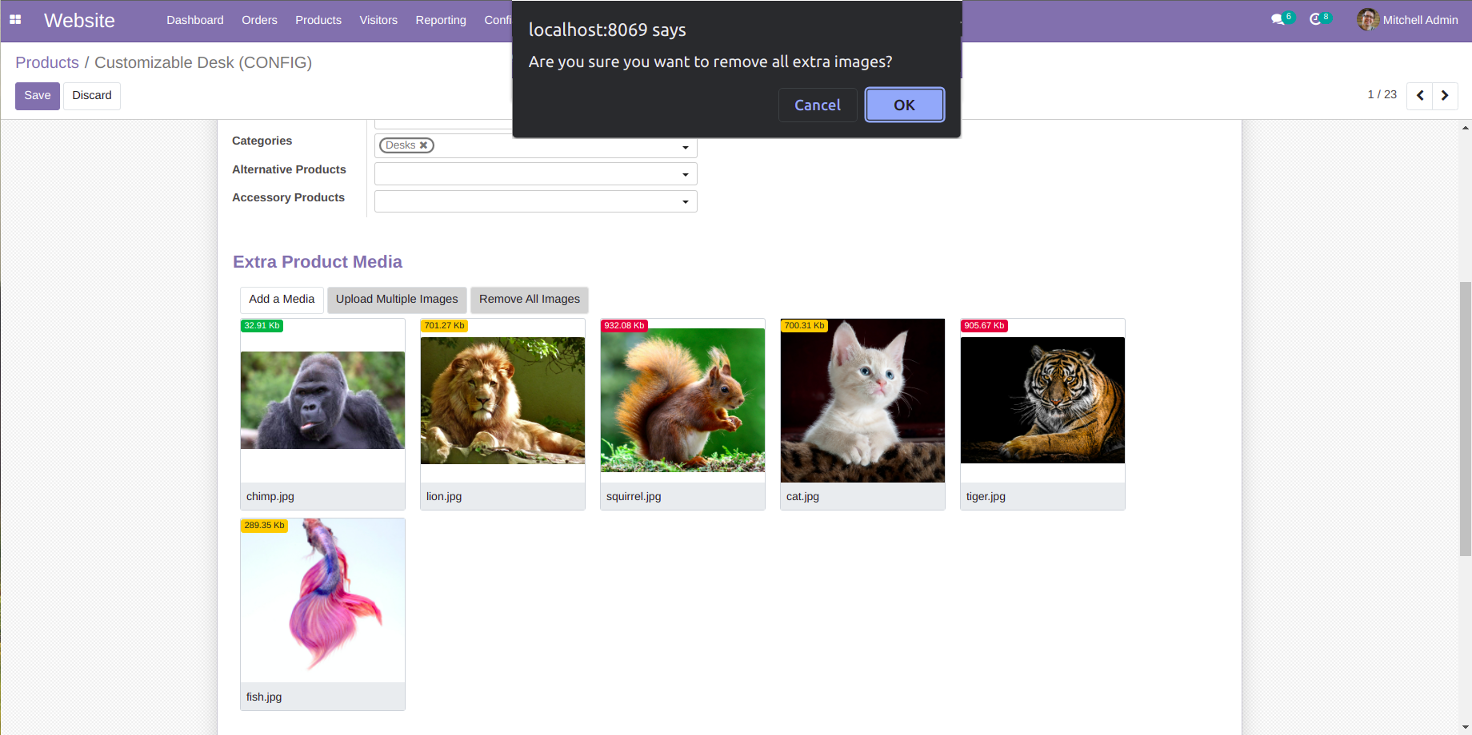 Website
Dashboard Orders Products Visitors Reporting Confi
6 8 Mitchell Admin
localhost:8069 says
Are you sure you want to remove all extra images?
Cancel OK
Products / Customizable Desk (CONFIG)
Save Discard
1 / 23
Categories
Desks ✖
Alternative Products
Accessory Products
Extra Product Media
Add a Media Upload Multiple Images Remove All Images
32.91 Kb 701.27 Kb 932.08 Kb 700.31 Kb 905.67 Kb
chimp.jpg lion.jpg squirrel.jpg cat.jpg tiger.jpg
289.35 Kb
fish.jpg